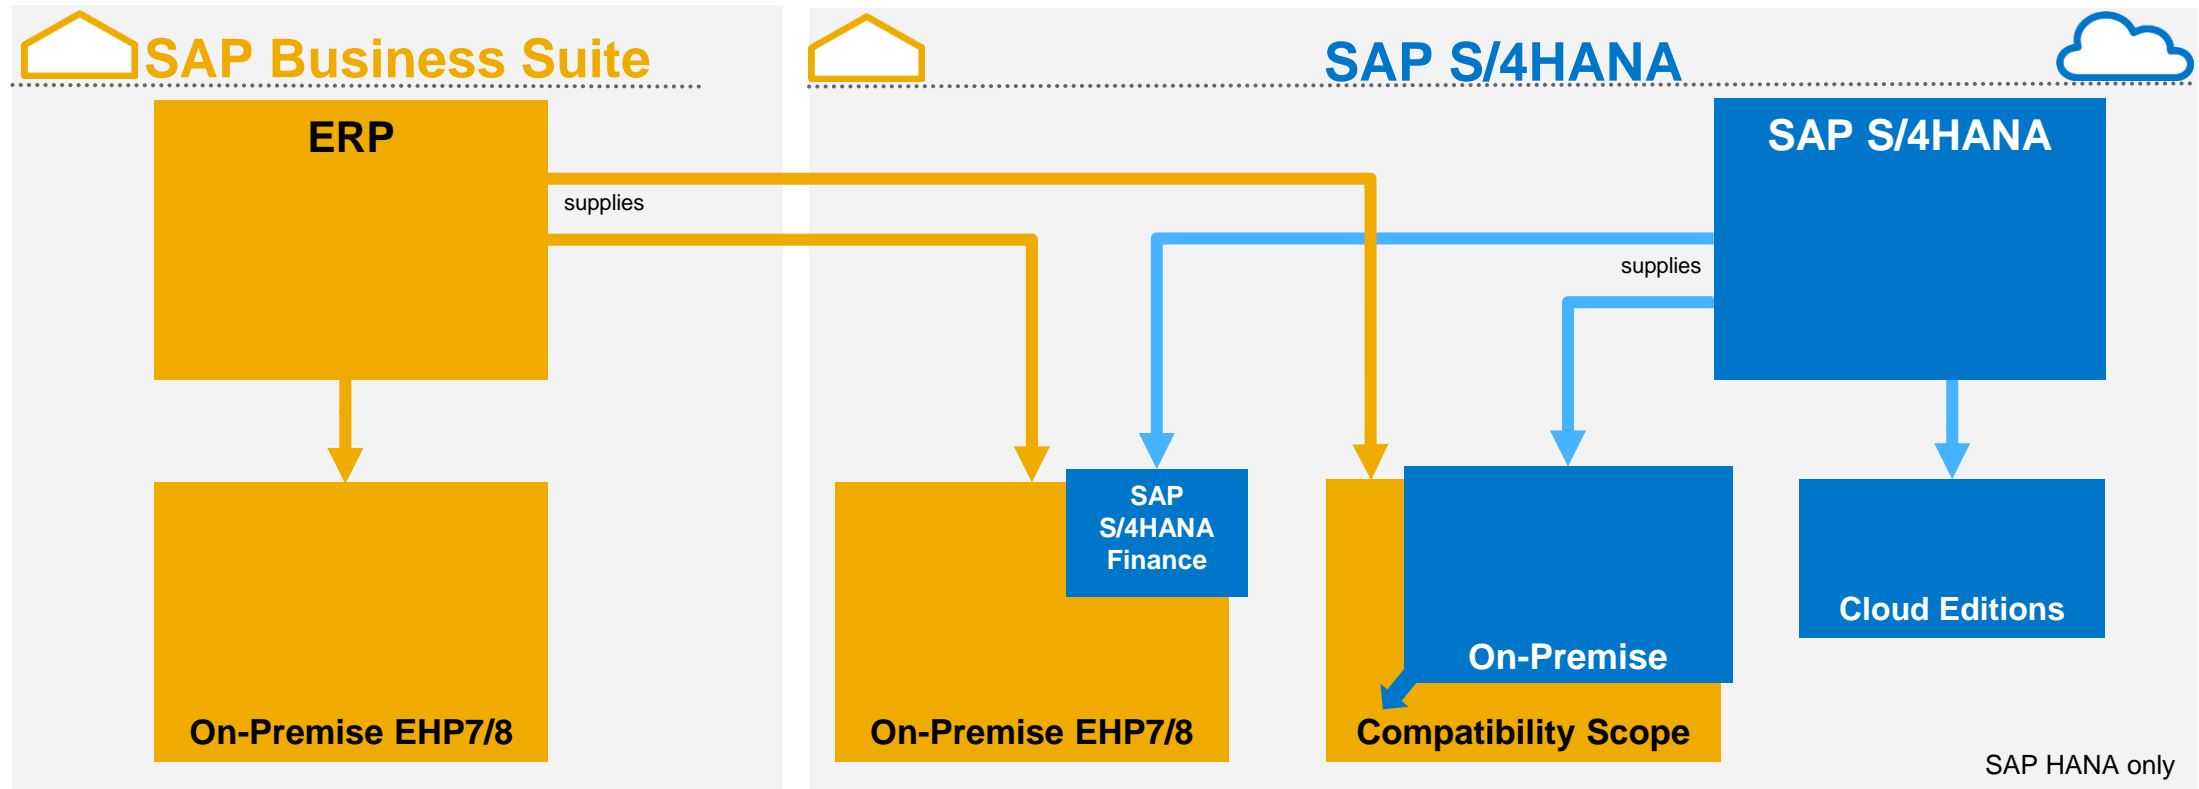 SAP Business Suite
SAP S/4HANA
ERP
SAP S/4HANA
supplies
supplies
SAP
S/4HANA
Finance
Cloud Editions
On-Premise
On-Premise EHP7/8
On-Premise EHP7/8
Compatibility Scope
SAP HANA only